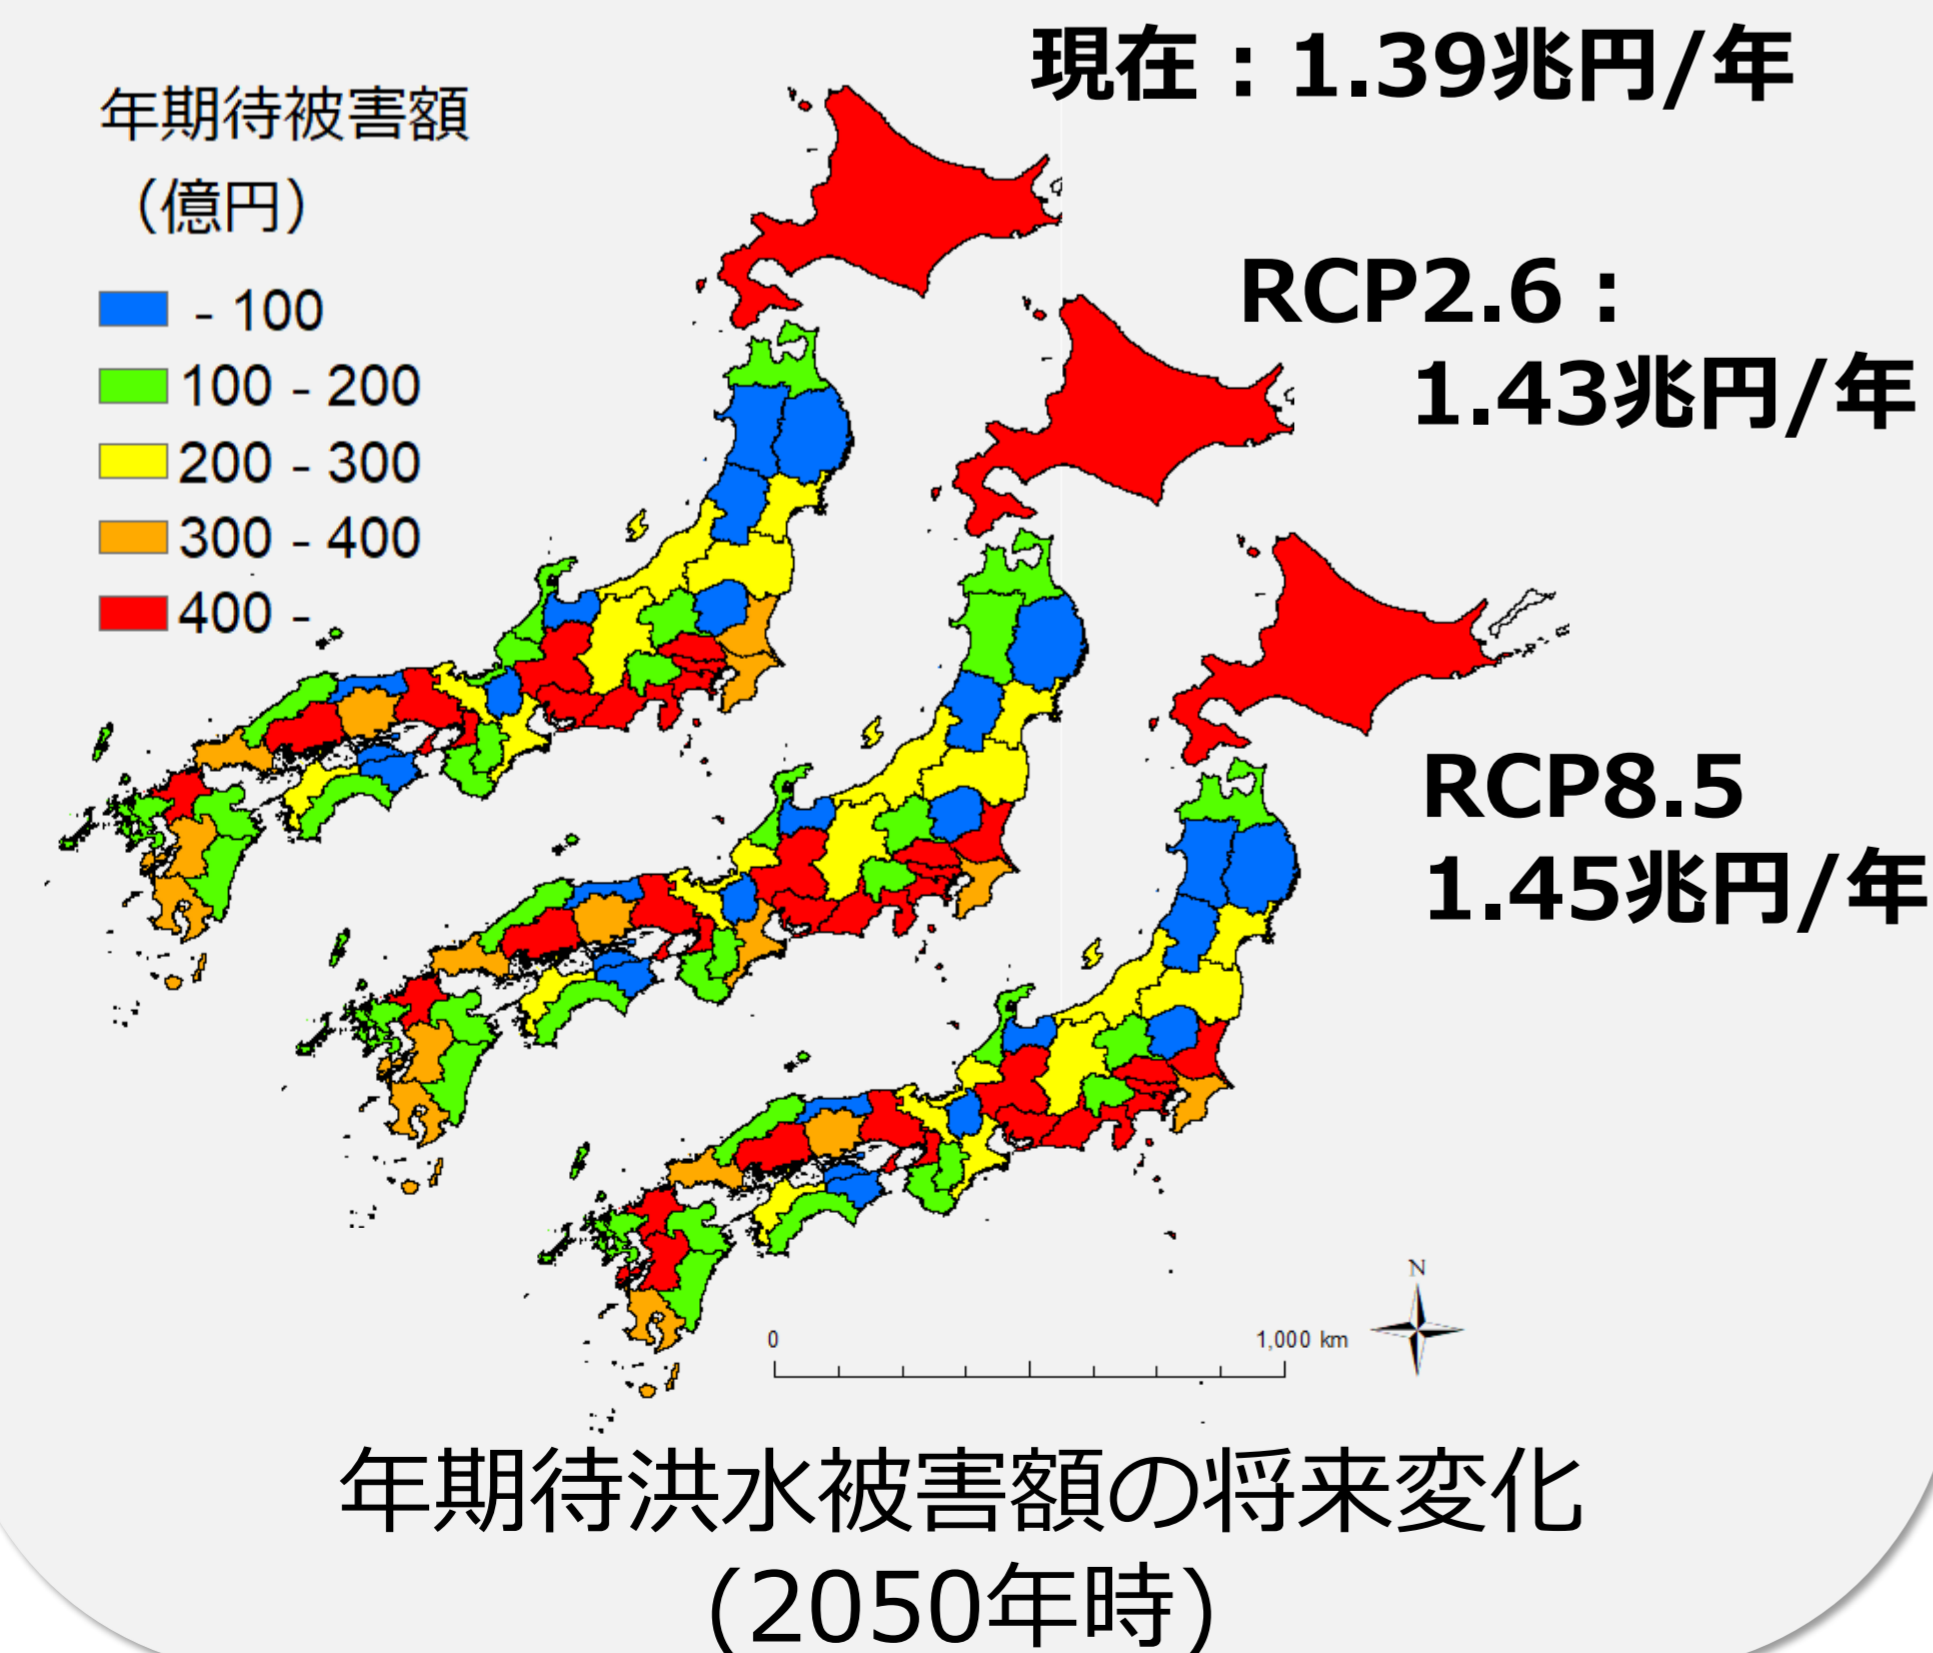 現在：1.39兆円/年
年期待被害額
（億円）
- 100
100 - 200
200 - 300
300 - 400
400 -
RCP2.6：
1.43兆円/年
RCP8.5
1.45兆円/年
N
0
1,000 km
年期待洪水被害額の将来変化
(2050年時)